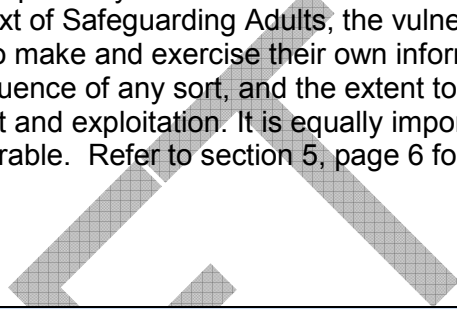 xt of Safeguarding Adults, the vulne
o make and exercise their own inforr
uence of any sort, and the extent to
t and exploitation. It is equally impor
rable. Refer to section 5, page 6 fo